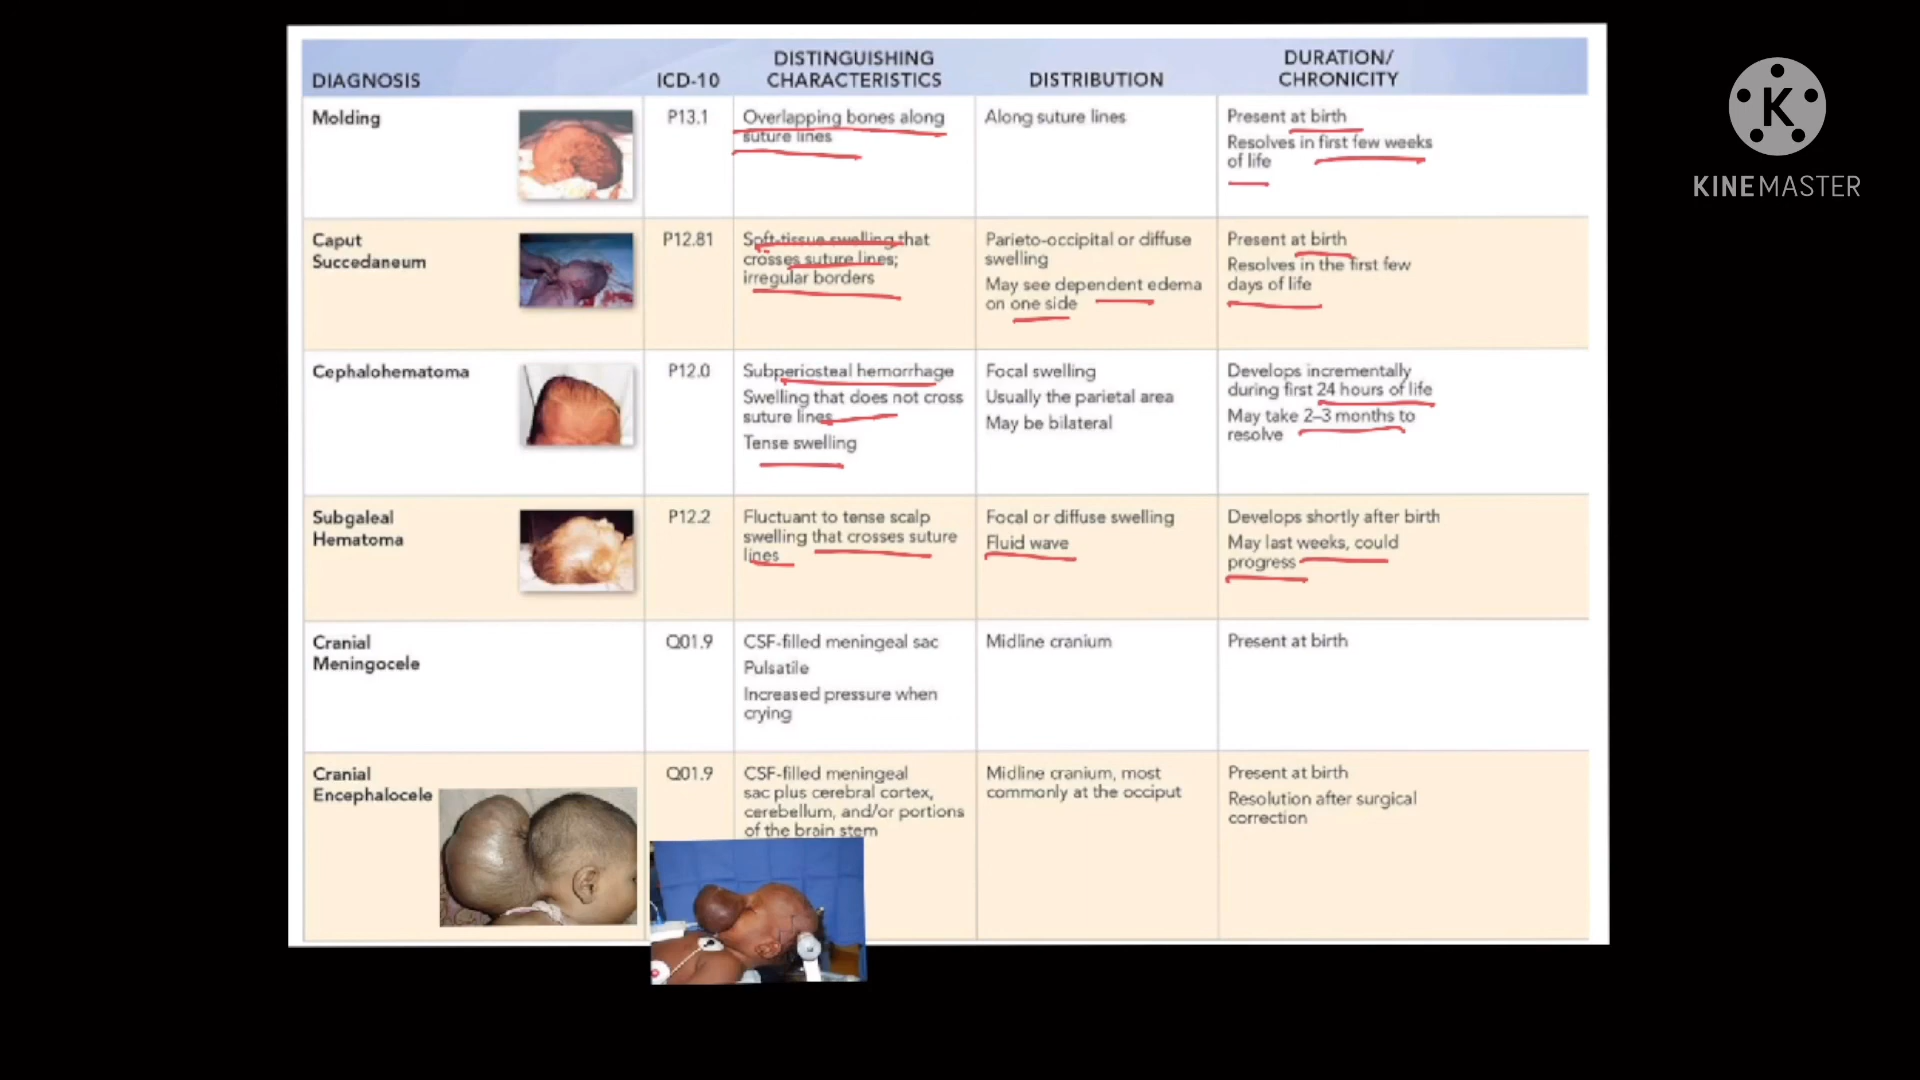 DIAGNOSIS
ICD-10
DISTINGUISHING
CHARACTERISTICS
DISTRIBUTION
DURATION/
CHRONICITY
Molding
P13.1
Overlapping bones along
suture lines
Along suture lines
Present at birth
Resolves in first few weeks
of life
Caput
Succedaneum
P12.81
Soft-tissue swelling that
crosses suture lines;
irregular borders
Parieto-occipital or diffuse
swelling
May see dependent edema
on one side
Present at birth
Resolves in the first few
days of life
Cephalohematoma
P12.0
Subperiosteal hemorrhage
Swelling that does not cross
suture lines
Tense swelling
Focal swelling
Usually the parietal area
May be bilateral
Develops incrementally
during first 24 hours of life
May take 2–3 months to
resolve
Subgaleal
Hematoma
P12.2
Fluctuant to tense scalp
swelling that crosses suture
lines
Focal or diffuse swelling
Fluid wave
Develops shortly after birth
May last weeks, could
progress
Cranial
Meningocele
Q01.9
CSF-filled meningeal sac
Pulsatile
Increased pressure when
crying
Midline cranium
Present at birth
Cranial
Encephalocele
Q01.9
CSF-filled meningeal
sac plus cerebral cortex,
cerebellum, and/or portions
of the brain stem
Midline cranium, most
commonly at the occiput
Present at birth
Resolution after surgical
correction
K
KINEMASTER